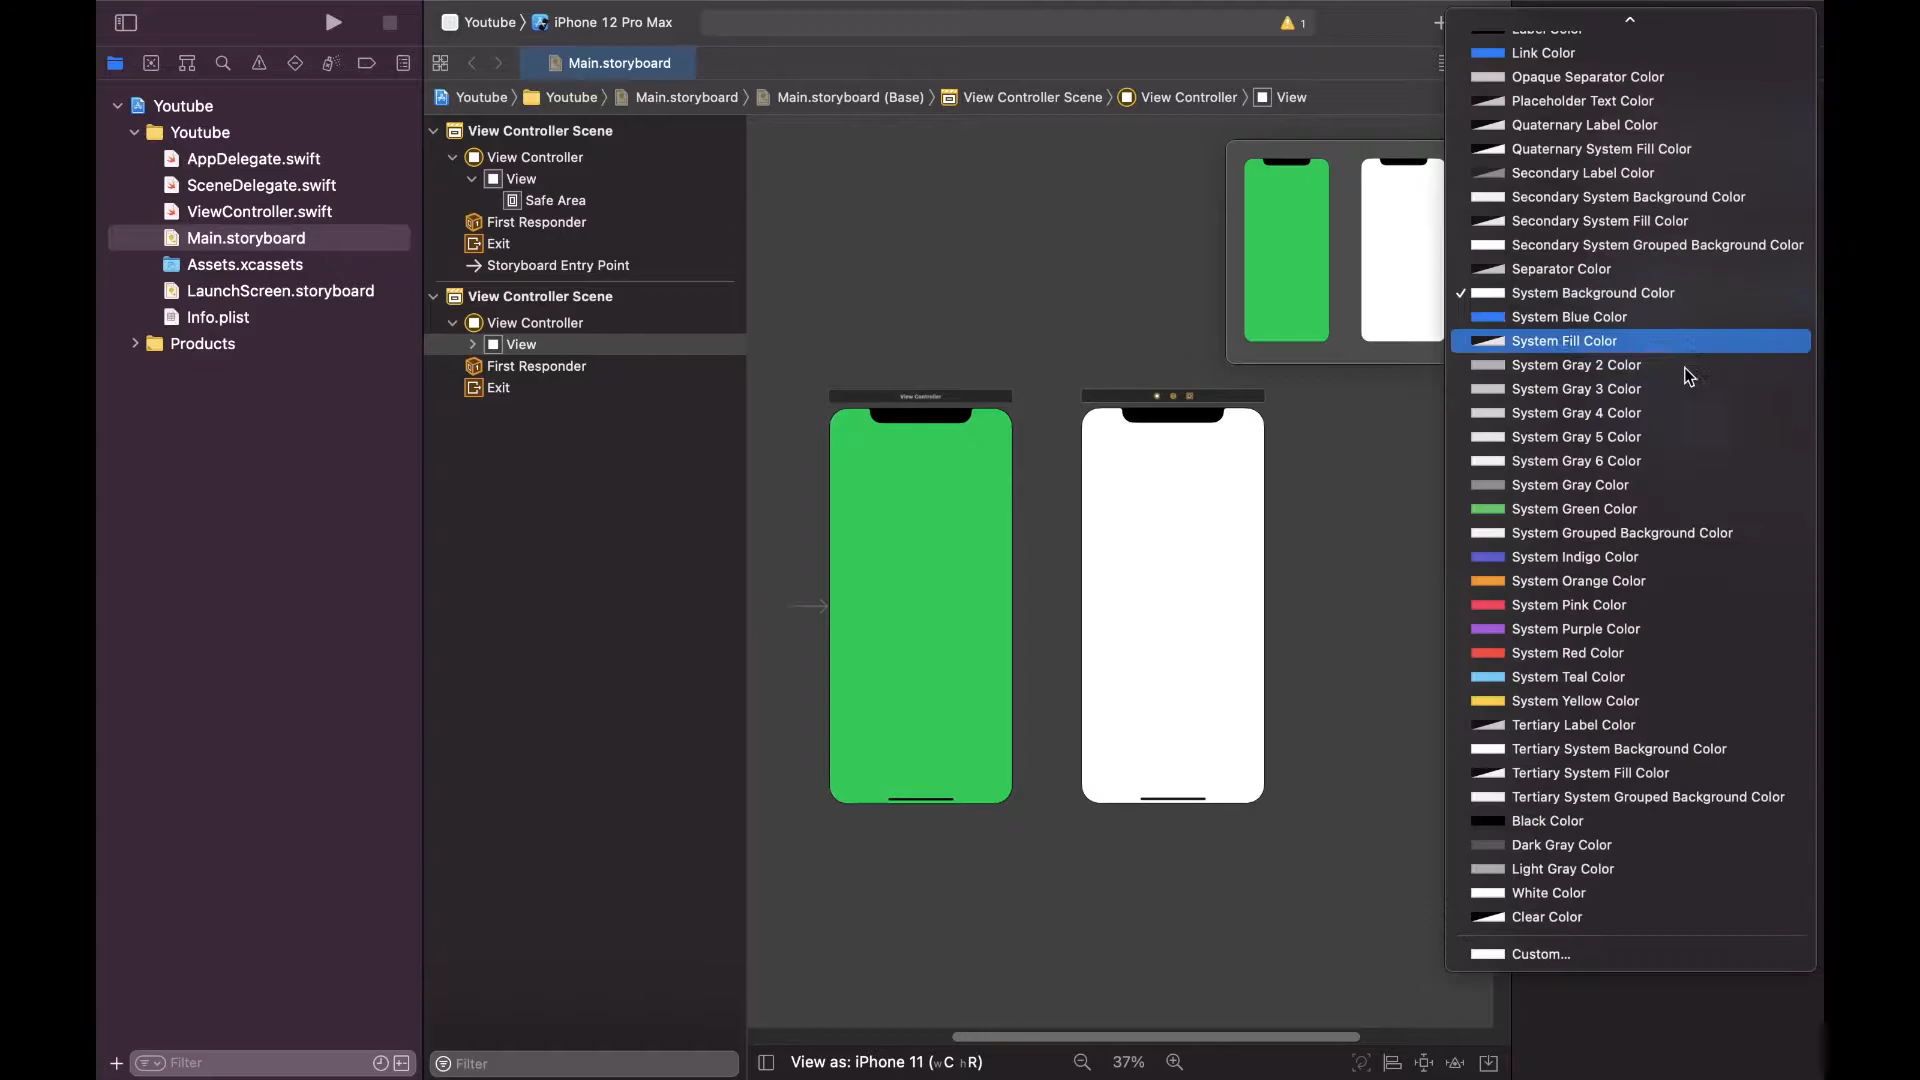 Youtube
iPhone 12 Pro Max
1
Main.storyboard
Youtube
Youtube
Main.storyboard
Main.storyboard (Base)
View Controller Scene
View Controller
View
Youtube
Youtube
AppDelegate.swift
SceneDelegate.swift
ViewController.swift
Main.storyboard
Assets.xcassets
LaunchScreen.storyboard
Info.plist
Products
Filter
View Controller Scene
View Controller
View
Safe Area
First Responder
Exit
Storyboard Entry Point
View Controller Scene
View Controller
View
First Responder
Exit
Filter
View Controller
View as: iPhone 11 (wC hR)
37%
Label Color
Link Color
Opaque Separator Color
Placeholder Text Color
Quaternary Label Color
Quaternary System Fill Color
Secondary Label Color
Secondary System Background Color
Secondary System Fill Color
Secondary System Grouped Background Color
Separator Color
System Background Color
System Blue Color
System Fill Color
System Gray 2 Color
System Gray 3 Color
System Gray 4 Color
System Gray 5 Color
System Gray 6 Color
System Gray Color
System Green Color
System Grouped Background Color
System Indigo Color
System Orange Color
System Pink Color
System Purple Color
System Red Color
System Teal Color
System Yellow Color
Tertiary Label Color
Tertiary System Background Color
Tertiary System Fill Color
Tertiary System Grouped Background Color
Black Color
Dark Gray Color
Light Gray Color
White Color
Clear Color
Custom...